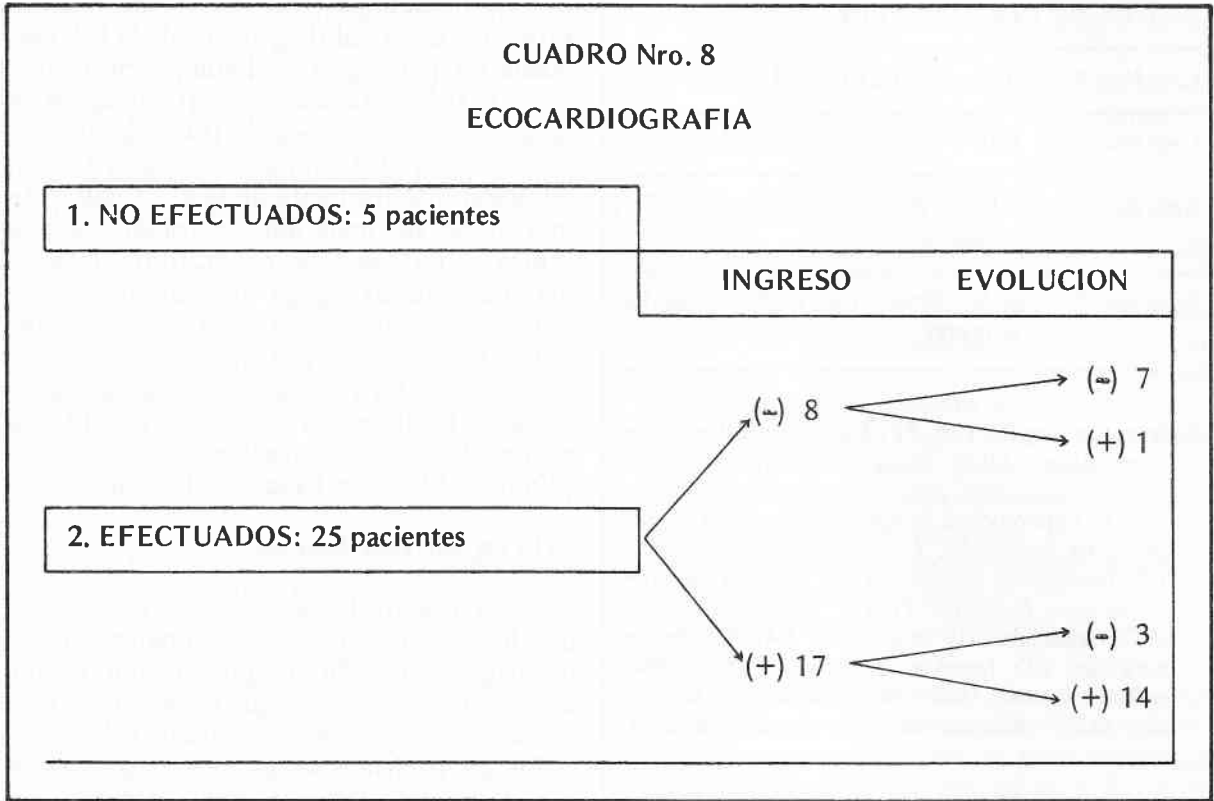 CUADRO Nro. 8
ECOCARDIOGRAFIA
1. NO EFECTUADOS: 5 pacientes
INGRESO EVOLUCION
(-) 7
(-) 8
(+) 1
2. EFECTUADOS: 25 pacientes
(-) 3
(+) 17
(+) 14